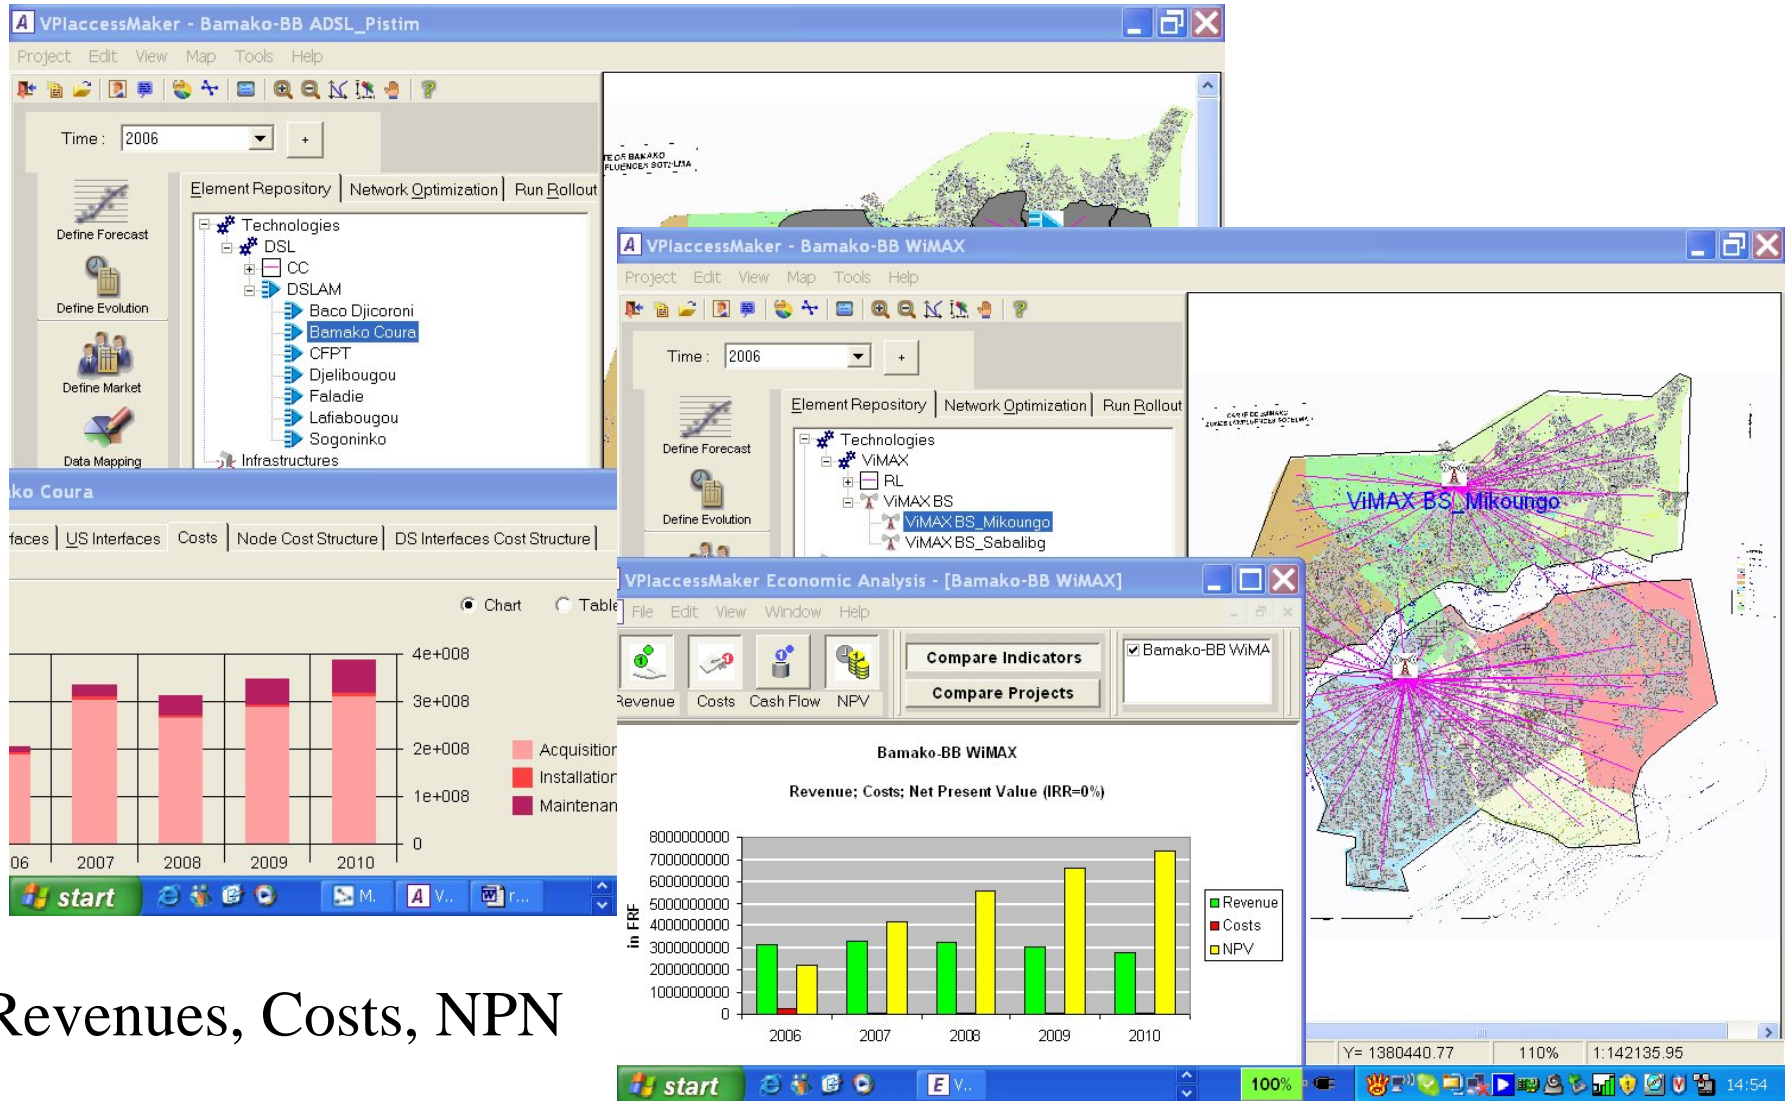 VPIaccessMaker - Bamako-BB ADSL_Pistim
Project Edit View Map Tools Help
Time : 2006 +
Element Repository Network Optimization Run Rollout
Define Forecast
Define Evolution
Define Market
Data Mapping
Technologies
DSL
CC
DSLAM
Baco Djicoroni
Bamako Coura
CFPT
Djelibougou
Faladie
Lafiabougou
Sogoninko
Infrastructures
ko Coura
faces US Interfaces Costs Node Cost Structure DS Interfaces Cost Structure
Chart Table
4e+008
3e+008
2e+008
1e+008
0
Acquisition
Installation
Maintenan
06 2007 2008 2009 2010
start M. V.. r...
VPIaccessMaker - Bamako-BB WiMAX
Project Edit View Map Tools Help
Time : 2006 +
Element Repository Network Optimization Run Rollout
Define Forecast
Define Evolution
Technologies
ViMAX
RL
ViMAX BS
ViMAX BS_Mikoungo
ViMAX BS_Sabalibg
ViMAX BS_Mikoungo
VPIaccessMaker Economic Analysis - [Bamako-BB WiMAX]
File Edit View Window Help
Revenue Costs Cash Flow NPV
Compare Indicators
Compare Projects
Bamako-BB WiMA
Bamako-BB WiMAX
Revenue; Costs; Net Present Value (IRR=0%)
in FRF
8000000000
7000000000
6000000000
5000000000
4000000000
3000000000
2000000000
1000000000
0
2006 2007 2008 2009 2010
Revenue
Costs
NPV
Y= 1380440.77 110% 1:142135.95
start E V.. 100% 14:54
Revenues, Costs, NPN